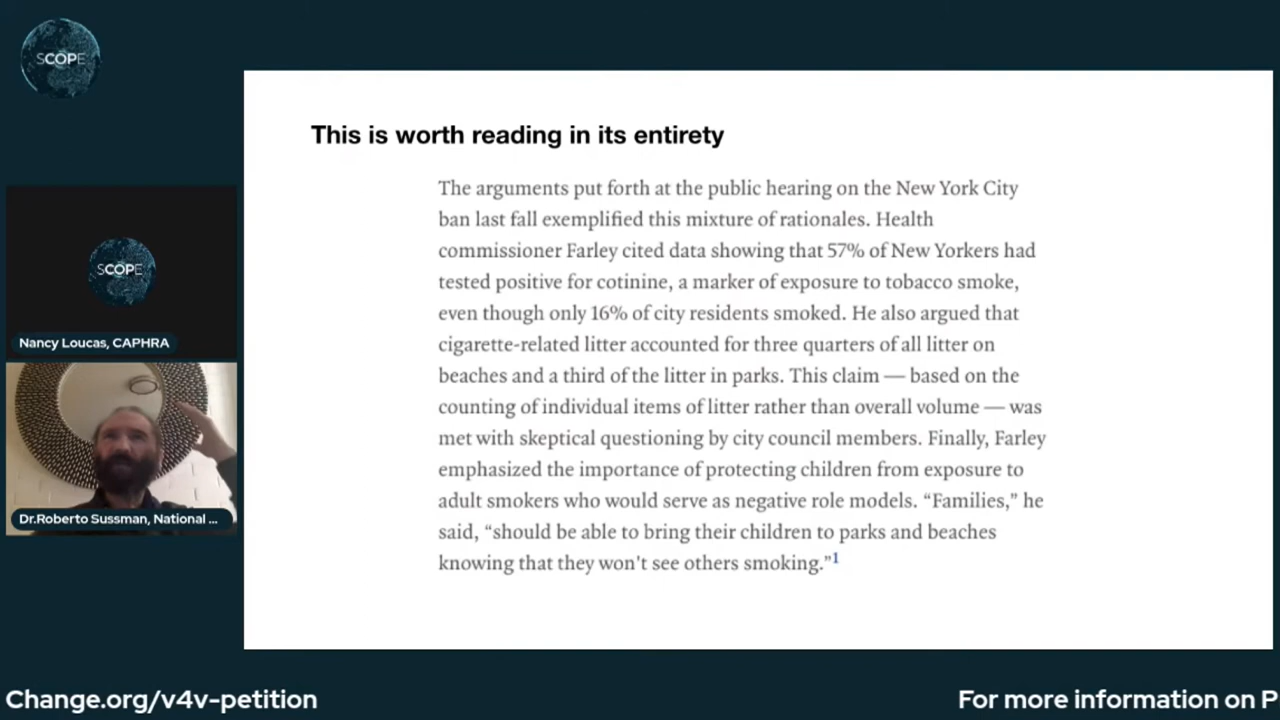 SCOPE
This is worth reading in its entirety
The arguments put forth at the public hearing on the New York City
ban last fall exemplified this mixture of rationales. Health
commissioner Farley cited data showing that 57% of New Yorkers had
tested positive for cotinine, a marker of exposure to tobacco smoke,
even though only 16% of city residents smoked. He also argued that
cigarette-related litter accounted for three quarters of all litter on
beaches and a third of the litter in parks. This claim — based on the
counting of individual items of litter rather than overall volume — was
met with skeptical questioning by city council members. Finally, Farley
emphasized the importance of protecting children from exposure to
adult smokers who would serve as negative role models. “Families,” he
said, “should be able to bring their children to parks and beaches
knowing that they won't see others smoking.”1
SCOPE
Nancy Loucas, CAPHRA
Dr.Roberto Sussman, National ...
Change.org/v4v-petition
For more information on P